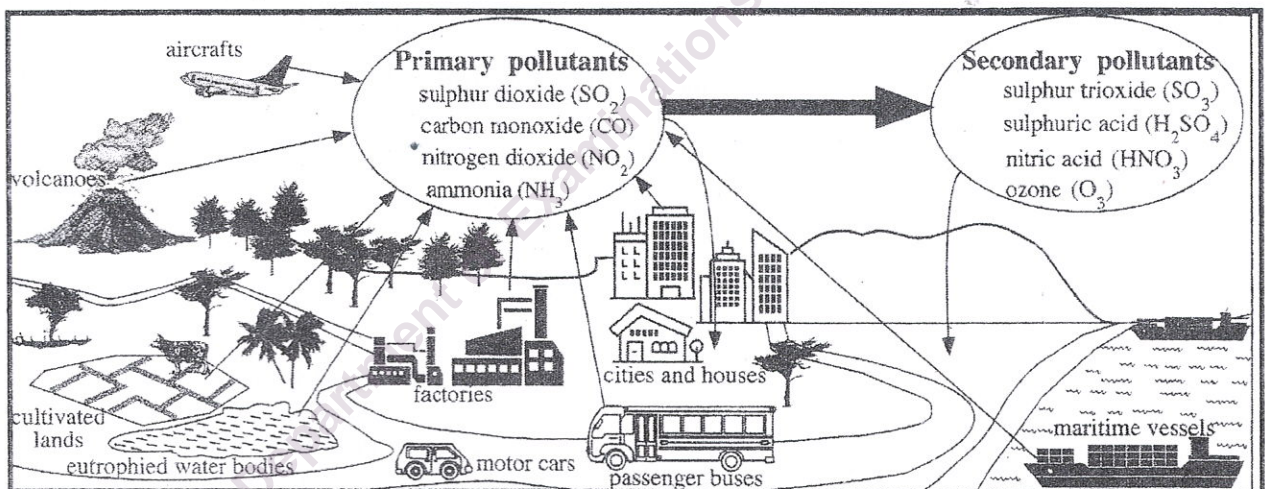 aircrafts
Primary pollutants
sulphur dioxide (SO₂)
carbon monoxide (CO)
nitrogen dioxide (NO₂)
ammonia (NH₃)
Secondary pollutants
sulphur trioxide (SO₃)
sulphuric acid (H₂SO₄)
nitric acid (HNO₃)
ozone (O₃)
volcanoes
cultivated
lands
eutrophied water bodies
factories
motor cars
cities and houses
passenger buses
maritime vessels
Examinations